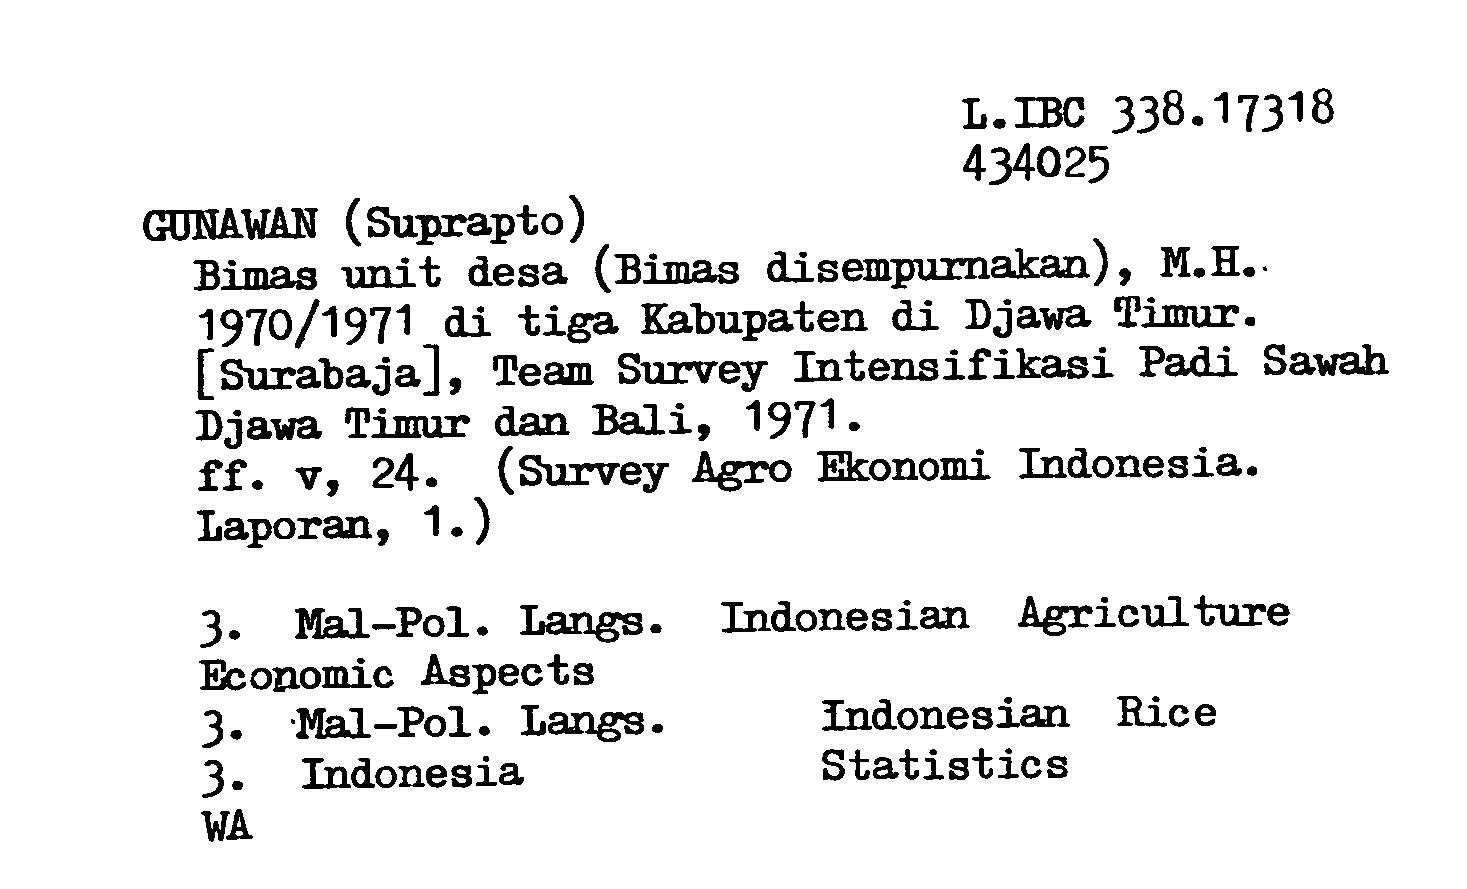 L.IBC 338.17318
434025
GUNAWAN (Suprapto)
Bimas unit desa (Bimas disempurnakan), M.H.
1970/1971 di tiga Kabupaten di Djawa Timur.
[Surabaja], Team Survey Intensifikasi Padi Sawah
Djawa Timur dan Bali, 1971.
ff. v, 24. (Survey Agro Ekonomi Indonesia.
Laporan, 1.)
3. Mal-Pol. Langs. Indonesian Agriculture
Economic Aspects
3. Mal-Pol. Langs. Indonesian Rice
3. Indonesia Statistics
WA